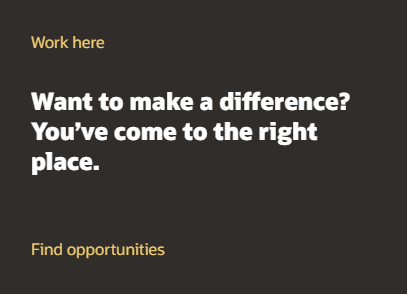 Work here
Want to make a difference?
You’ve come to the right
place.
Find opportunities